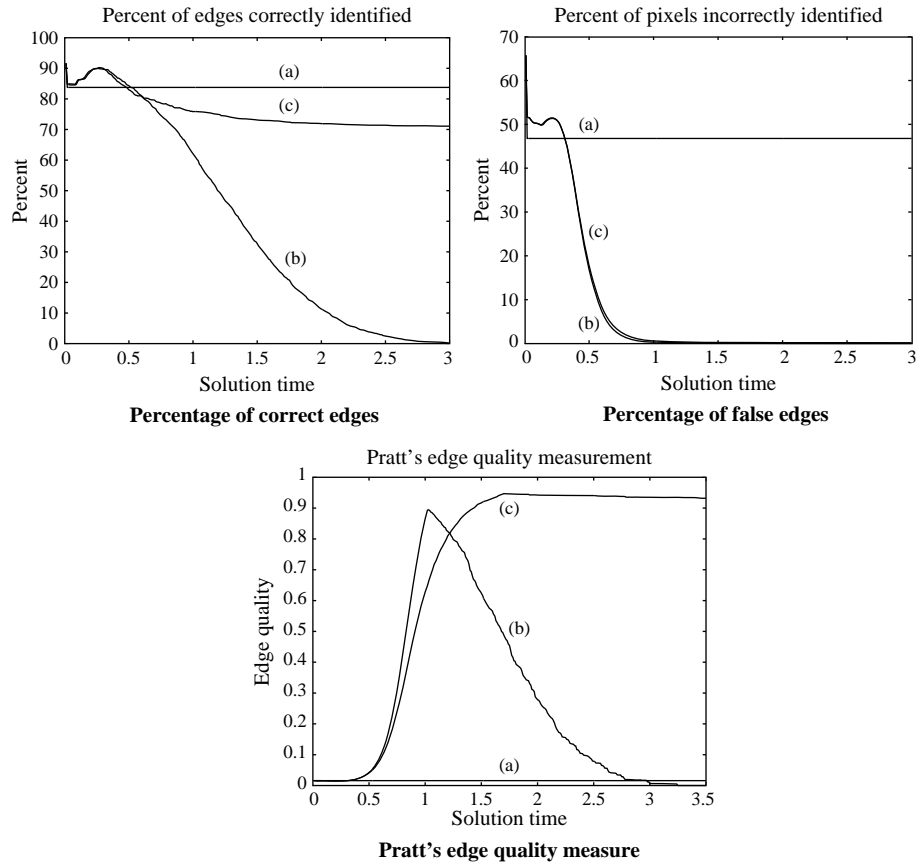 Percent of edges correctly identified
100
90
80
70
60
50
40
30
20
10
0
Percent
(a)
(c)
(b)
0 0.5 1 1.5 2 2.5 3
Solution time
Percentage of correct edges
Percent of pixels incorrectly identified
70
60
50
40
30
20
10
0
Percent
(a)
(c)
(b)
0 0.5 1 1.5 2 2.5 3
Solution time
Percentage of false edges
Pratt's edge quality measurement
1
0.9
0.8
0.7
0.6
0.5
0.4
0.3
0.2
0.1
0
Edge quality
(c)
(b)
(a)
0 0.5 1 1.5 2 2.5 3 3.5
Solution time
Pratt's edge quality measure